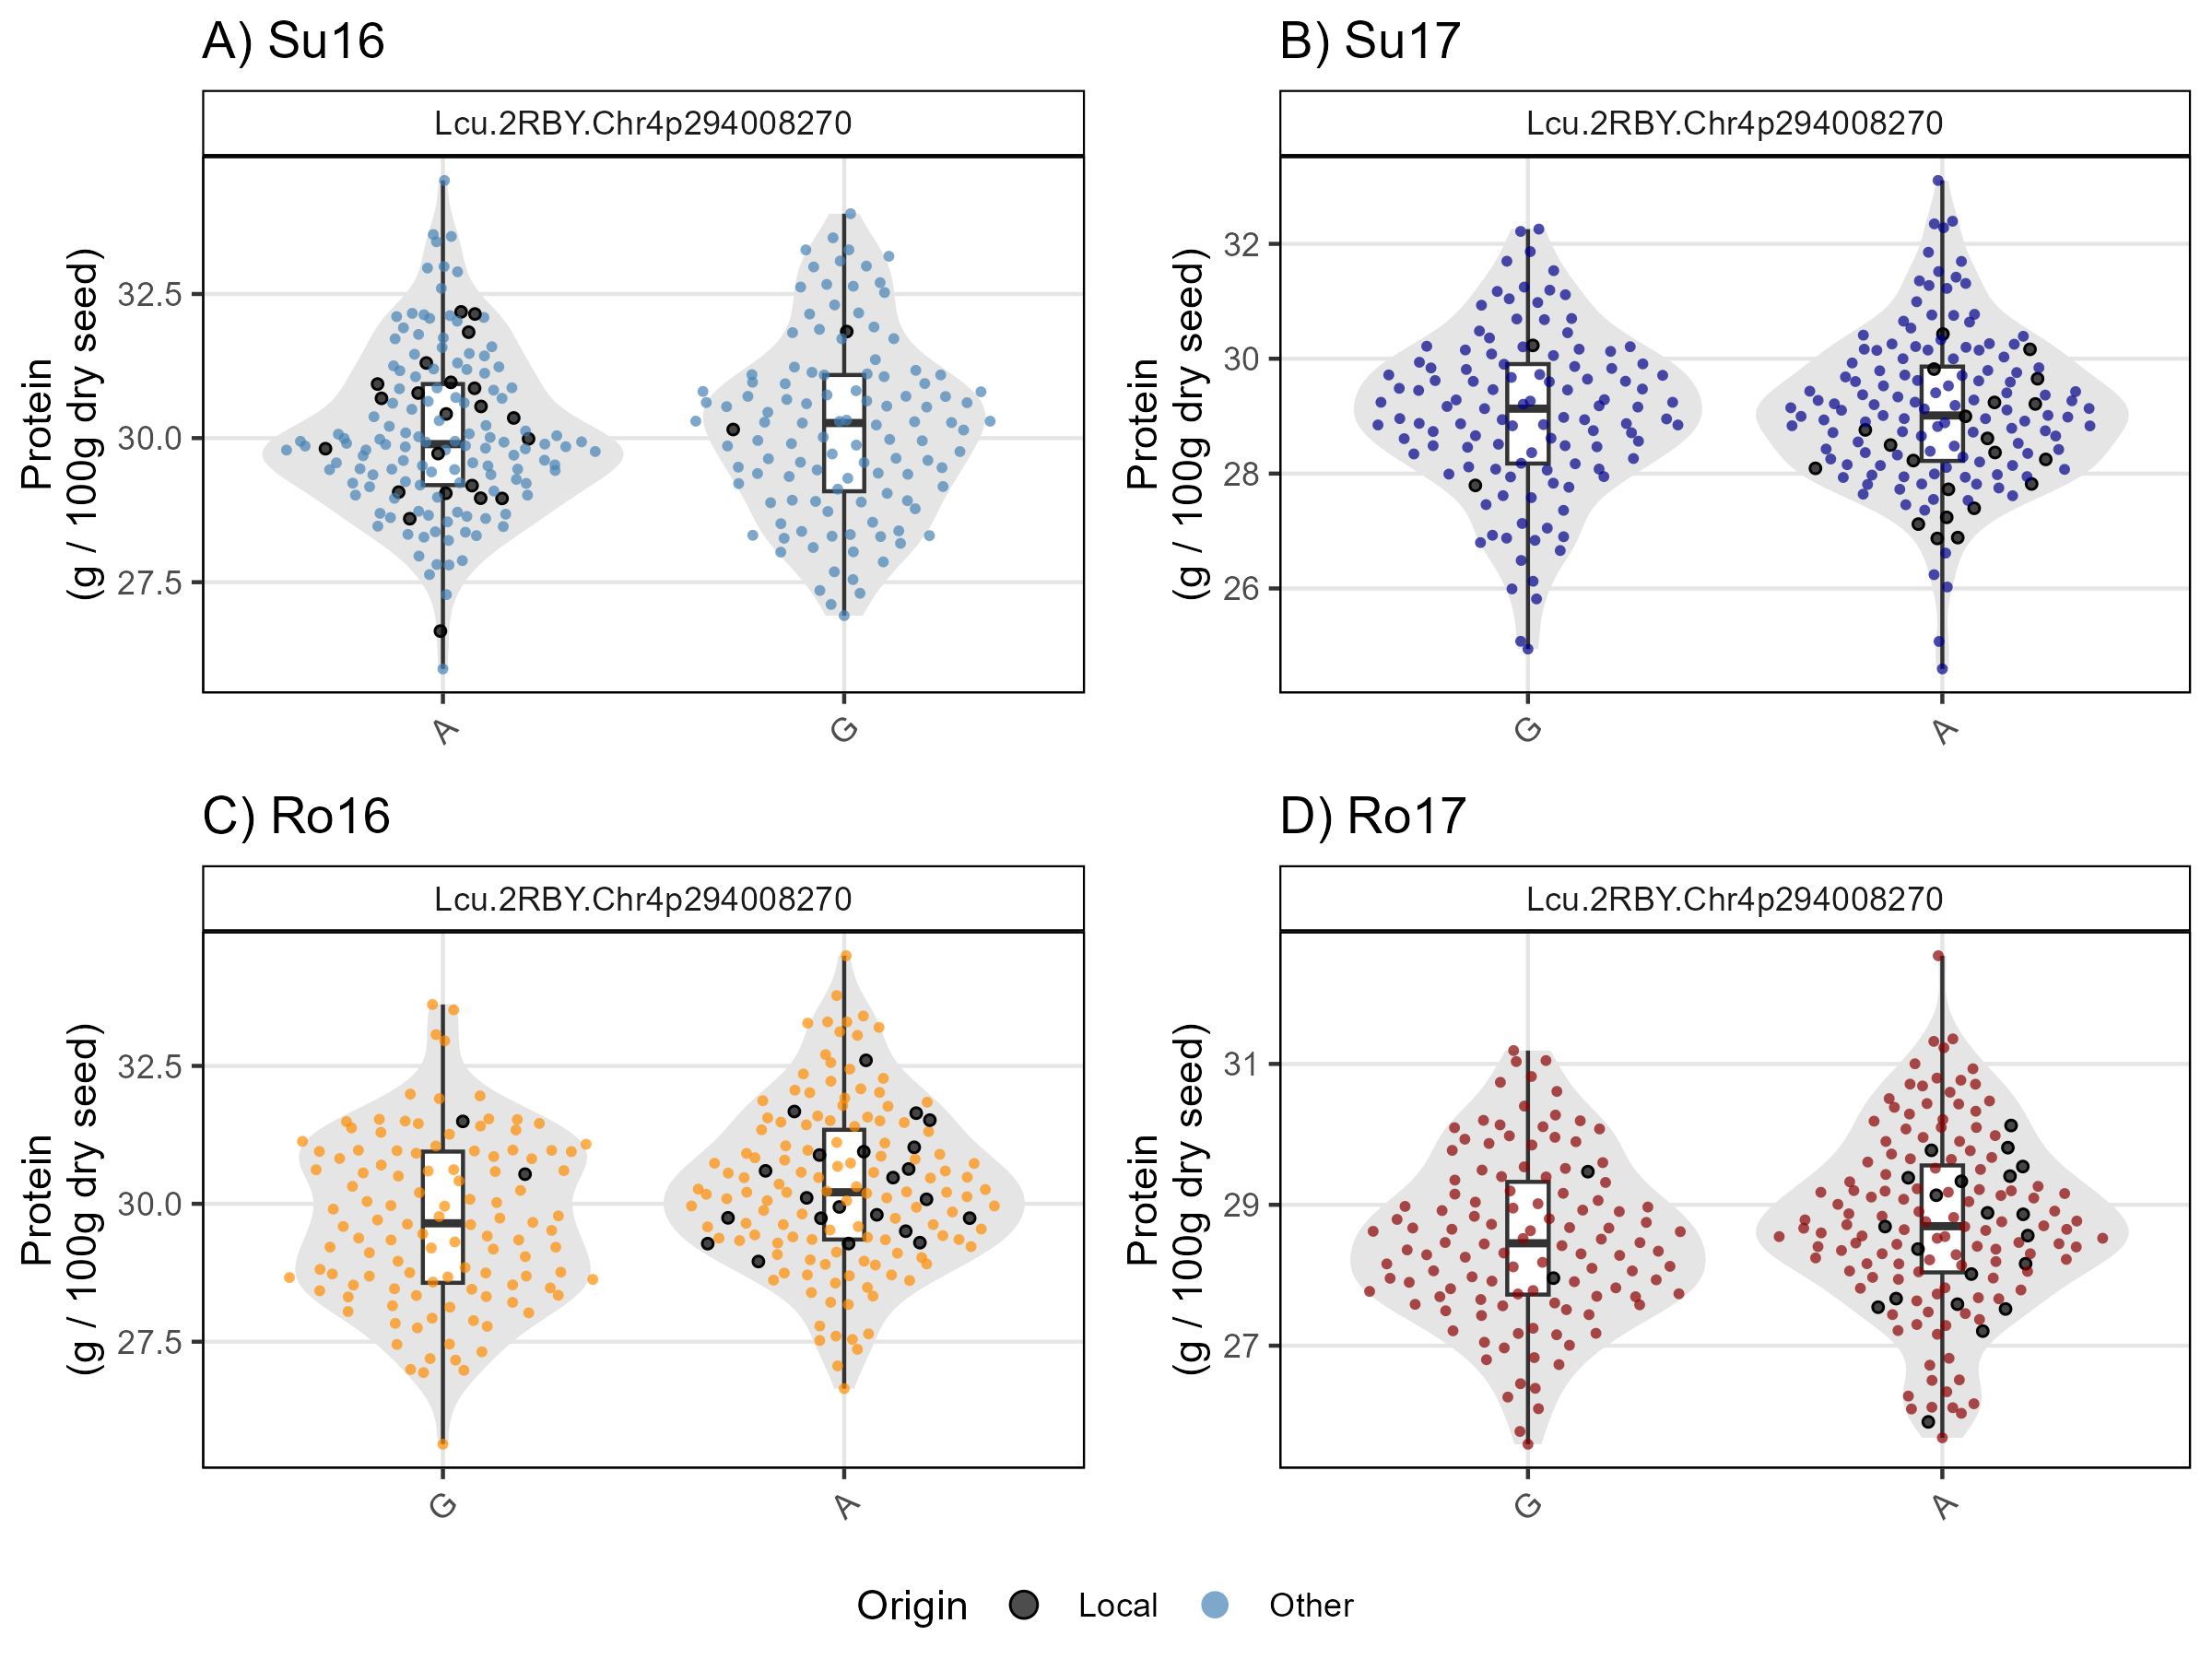 A) Su16
Lcu.2RBY.Chr4p294008270
Protein
(g / 100g dry seed)
32.5
30.0
27.5
A
G
B) Su17
Lcu.2RBY.Chr4p294008270
Protein
(g / 100g dry seed)
32
30
28
26
G
A
C) Ro16
Lcu.2RBY.Chr4p294008270
Protein
(g / 100g dry seed)
32.5
30.0
27.5
G
A
D) Ro17
Lcu.2RBY.Chr4p294008270
Protein
(g / 100g dry seed)
31
29
27
G
A
Origin Local Other